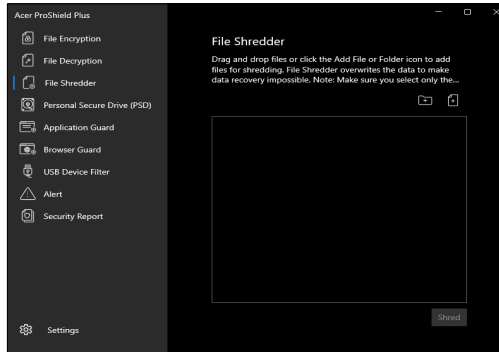 Acer ProShield Plus
File Encryption
File Decryption
File Shredder
Personal Secure Drive (PSD)
Application Guard
Browser Guard
USB Device Filter
Alert
Security Report
Settings
File Shredder
Drag and drop files or click the Add File or Folder icon to add
files for shredding. File Shredder overwrites the data to make
data recovery impossible. Note: Make sure you select only the...
Shred